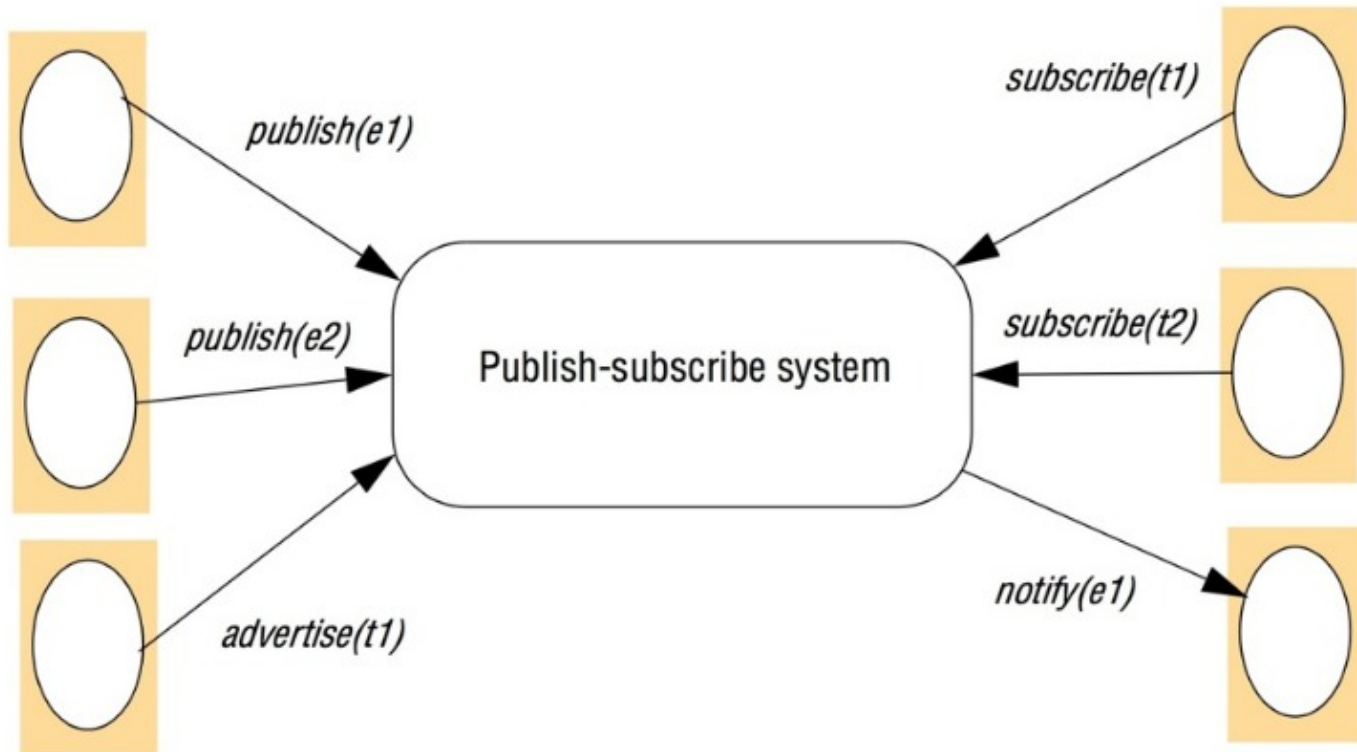 publish(e1)
subscribe(t1)
publish(e2)
Publish-subscribe system
subscribe(t2)
advertise(t1)
notify(e1)